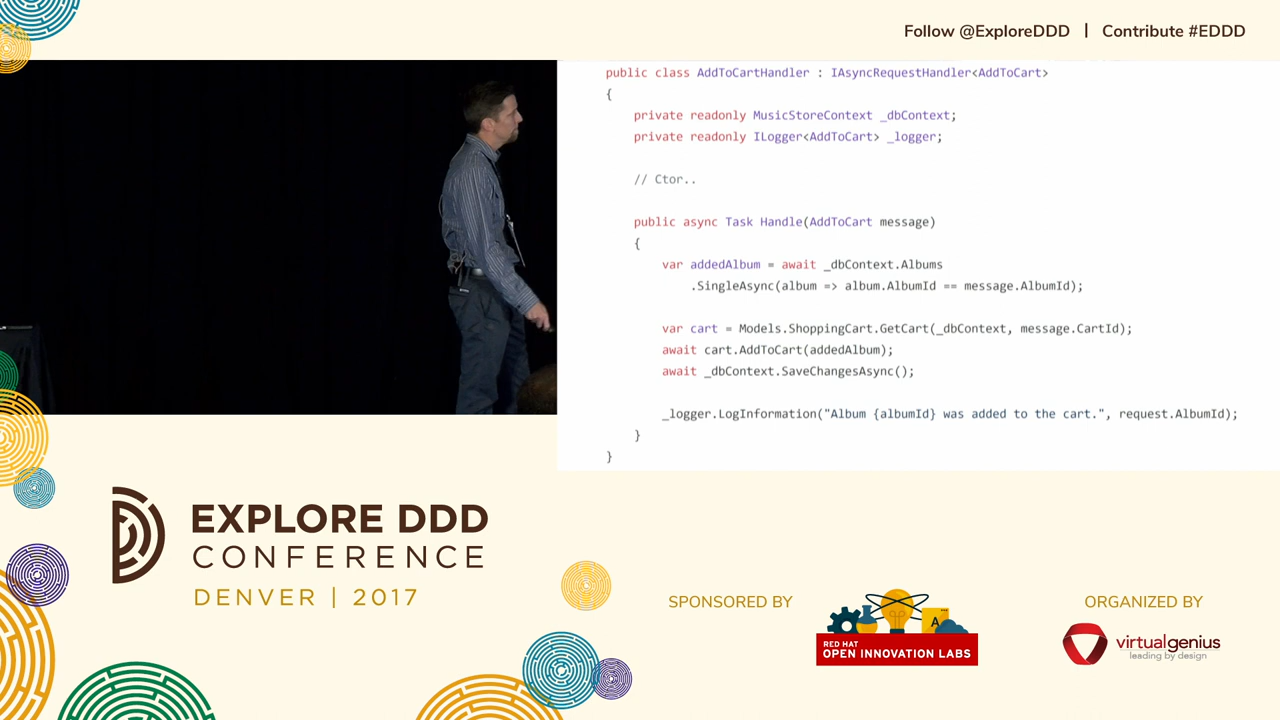 Follow @ExploreDDD | Contribute #EDDD
public class AddToCartHandler : IAsyncRequestHandler<AddToCart>
{
    private readonly MusicStoreContext _dbContext;
    private readonly ILogger<AddToCart> _logger;
    // Ctor..
    public async Task Handle(AddToCart message)
    {
        var addedAlbum = await _dbContext.Albums
            .SingleAsync(album => album.AlbumId == message.AlbumId);
        var cart = Models.ShoppingCart.GetCart(_dbContext, message.CartId);
        await cart.AddToCart(addedAlbum);
        await _dbContext.SaveChangesAsync();
        _logger.LogInformation("Album {albumId} was added to the cart.", request.AlbumId);
    }
}
EXPLORE DDD
CONFERENCE
DENVER | 2017
SPONSORED BY
A
RED HAT
OPEN INNOVATION LABS
ORGANIZED BY
virtualgenius
leading by design